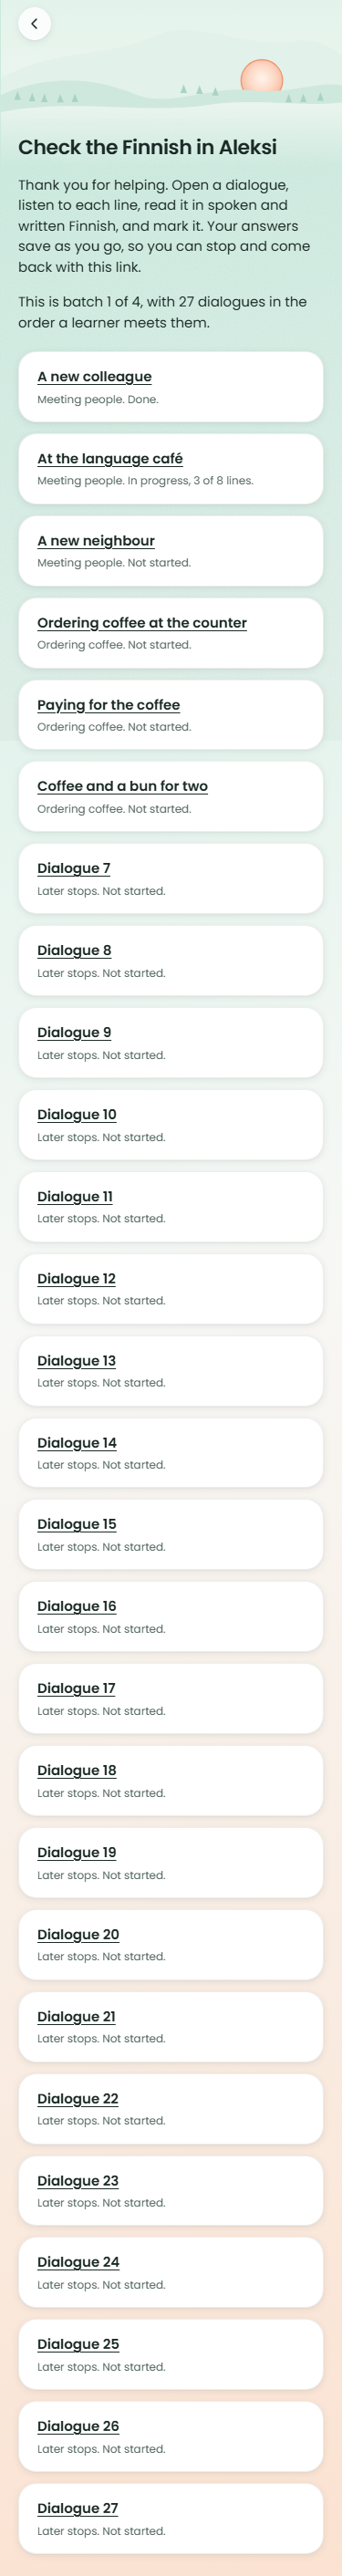 Check the Finnish in Aleksi
Thank you for helping. Open a dialogue,
listen to each line, read it in spoken and
written Finnish, and mark it. Your answers
save as you go, so you can stop and come
back with this link.
This is batch 1 of 4, with 27 dialogues in the
order a learner meets them.
A new colleague
Meeting people. Done.
At the language café
Meeting people. In progress, 3 of 8 lines.
A new neighbour
Meeting people. Not started.
Ordering coffee at the counter
Ordering coffee. Not started.
Paying for the coffee
Ordering coffee. Not started.
Coffee and a bun for two
Ordering coffee. Not started.
Dialogue 7
Later stops. Not started.
Dialogue 8
Later stops. Not started.
Dialogue 9
Later stops. Not started.
Dialogue 10
Later stops. Not started.
Dialogue 11
Later stops. Not started.
Dialogue 12
Later stops. Not started.
Dialogue 13
Later stops. Not started.
Dialogue 14
Later stops. Not started.
Dialogue 15
Later stops. Not started.
Dialogue 16
Later stops. Not started.
Dialogue 17
Later stops. Not started.
Dialogue 18
Later stops. Not started.
Dialogue 19
Later stops. Not started.
Dialogue 20
Later stops. Not started.
Dialogue 21
Later stops. Not started.
Dialogue 22
Later stops. Not started.
Dialogue 23
Later stops. Not started.
Dialogue 24
Later stops. Not started.
Dialogue 25
Later stops. Not started.
Dialogue 26
Later stops. Not started.
Dialogue 27
Later stops. Not started.